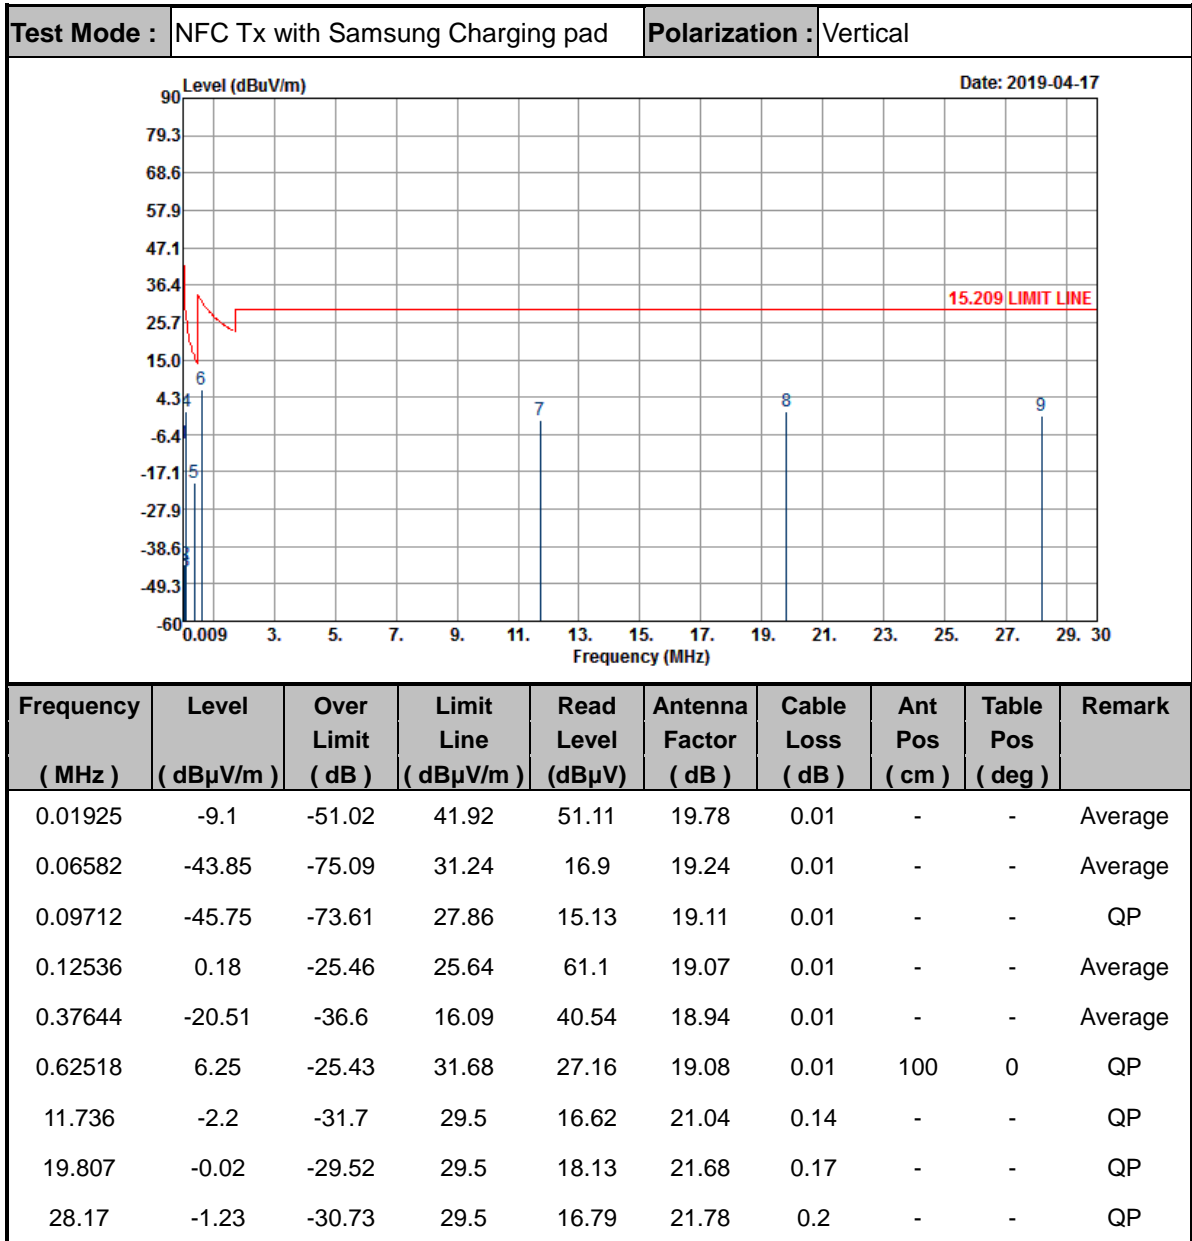 Test Mode : NFC Tx with Samsung Charging pad Polarization : Vertical
Level (dBuV/m) Date: 2019-04-17
90
79.3
68.6
57.9
47.1
36.4
15.209 LIMIT LINE
25.7
15.0
6
4.3 4 7 8 9
-6.4
-17.1 5
-27.9
-38.6
-49.3
-60
0.009 3. 5. 7. 9. 11. 13. 15. 17. 19. 21. 23. 25. 27. 29. 30
Frequency (MHz)
Frequency Level Over Limit Read Antenna Cable Ant Table Remark
Limit Line Level Factor Loss Pos Pos
( MHz ) ( dBµV/m ) ( dB ) ( dBµV/m ) (dBµV) ( dB ) ( dB ) ( cm ) ( deg )
0.01925 -9.1 -51.02 41.92 51.11 19.78 0.01 - - Average
0.06582 -43.85 -75.09 31.24 16.9 19.24 0.01 - - Average
0.09712 -45.75 -73.61 27.86 15.13 19.11 0.01 - - QP
0.12536 0.18 -25.46 25.64 61.1 19.07 0.01 - - Average
0.37644 -20.51 -36.6 16.09 40.54 18.94 0.01 - - Average
0.62518 6.25 -25.43 31.68 27.16 19.08 0.01 100 0 QP
11.736 -2.2 -31.7 29.5 16.62 21.04 0.14 - - QP
19.807 -0.02 -29.52 29.5 18.13 21.68 0.17 - - QP
28.17 -1.23 -30.73 29.5 16.79 21.78 0.2 - - QP